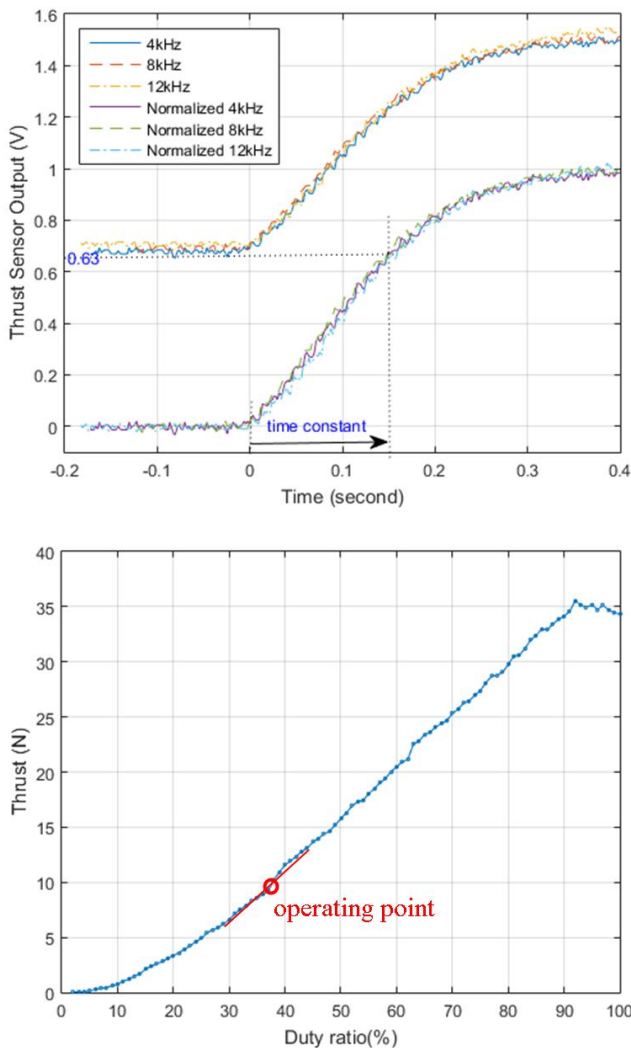 1.6
1.4
1.2
1
0.8
0.6
0.4
0.2
0
4kHz
8kHz
12kHz
Normalized 4kHz
Normalized 8kHz
Normalized 12kHz
Thrust Sensor Output (V)
0.63
time constant
-0.2 -0.1 0 0.1 0.2 0.3 0.4
Time (second)
40
35
30
25
20
15
10
5
0
Thrust (N)
operating point
0 10 20 30 40 50 60 70 80 90 100
Duty ratio(%)